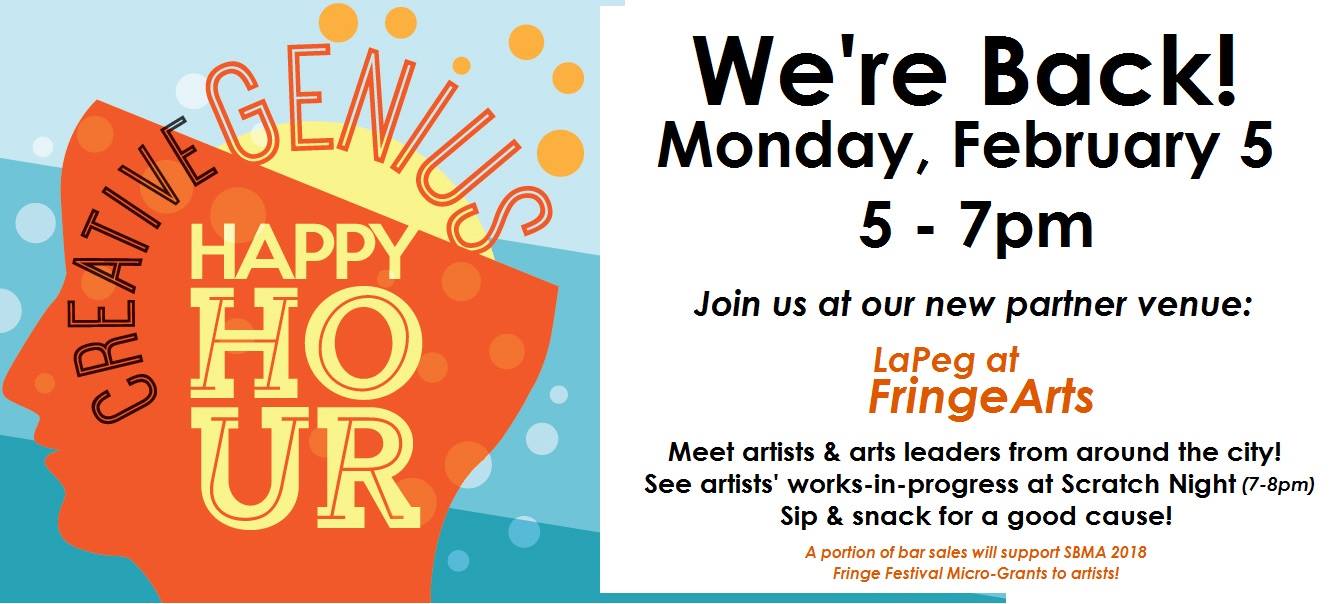 CREATIVE GENIUS
HAPPY
HO
UR
We're Back!
Monday, February 5
5 - 7pm
Join us at our new partner venue:
LaPeg at
FringeArts
Meet artists & arts leaders from around the city!
See artists' works-in-progress at Scratch Night (7-8pm)
Sip & snack for a good cause!
A portion of bar sales will support SBMA 2018
Fringe Festival Micro-Grants to artists!